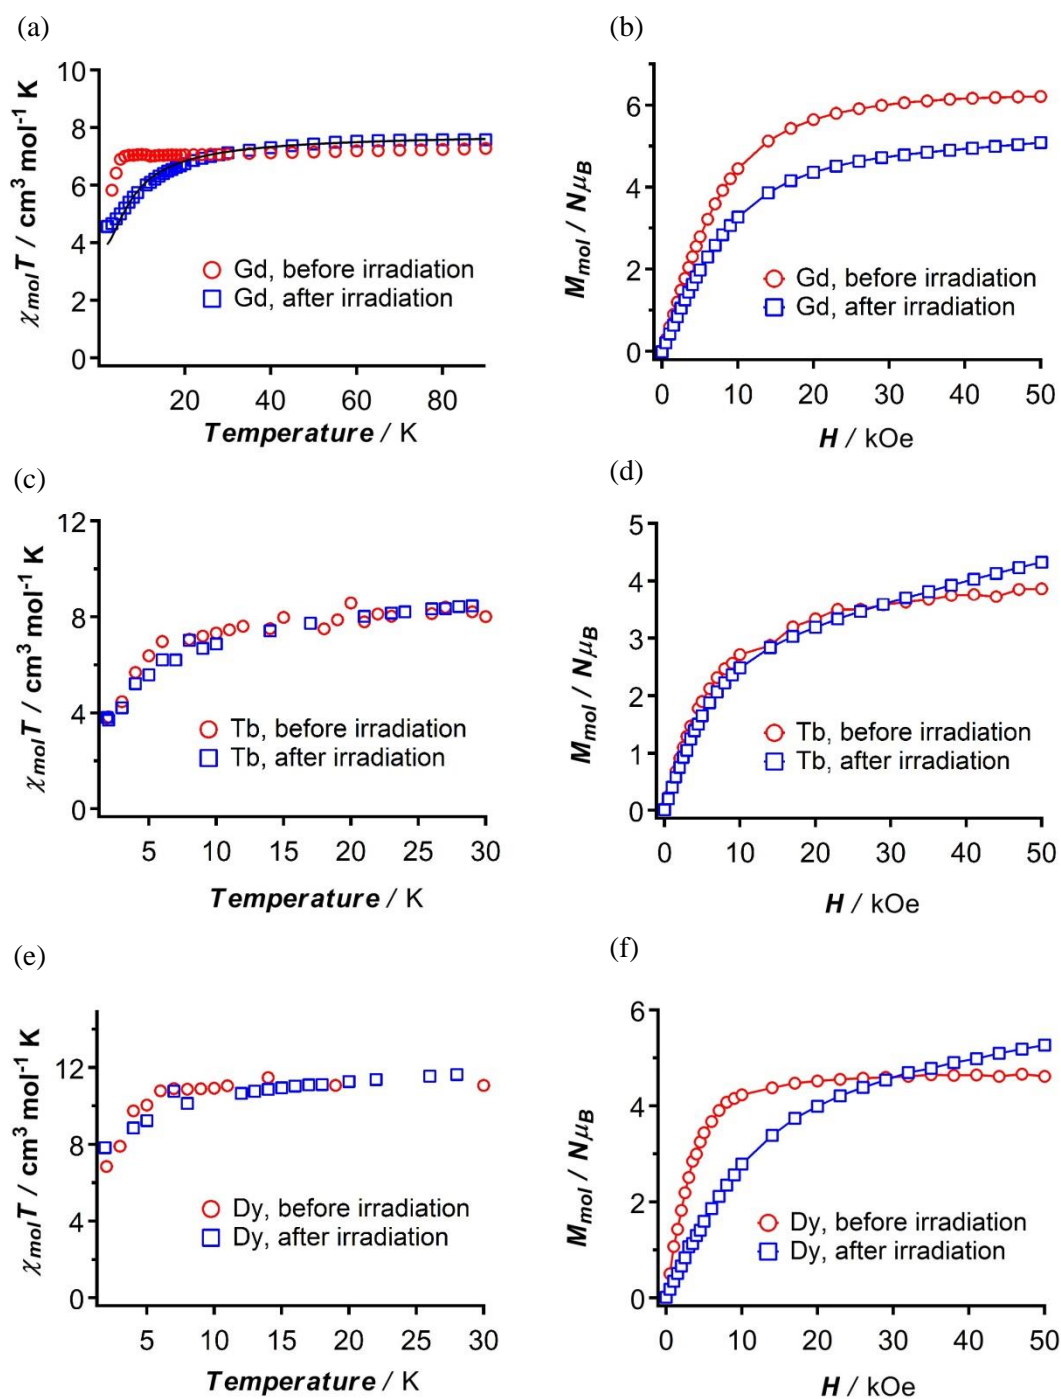 (a)
10
8
6
4
2
0
χmolT / cm³ mol⁻¹ K
Gd, before irradiation
Gd, after irradiation
20 40 60 80
Temperature / K
(b)
6
4
2
0
Mmol / NμB
Gd, before irradiation
Gd, after irradiation
0 10 20 30 40 50
H / kOe
(c)
12
8
4
0
χmolT / cm³ mol⁻¹ K
Tb, before irradiation
Tb, after irradiation
5 10 15 20 25 30
Temperature / K
(d)
5
4
3
2
1
0
Mmol / NμB
Tb, before irradiation
Tb, after irradiation
0 10 20 30 40 50
H / kOe
(e)
12
8
4
0
χmolT / cm³ mol⁻¹ K
Dy, before irradiation
Dy, after irradiation
5 10 15 20 25 30
Temperature / K
(f)
6
4
2
0
Mmol / NμB
Dy, before irradiation
Dy, after irradiation
0 10 20 30 40 50
H / kOe